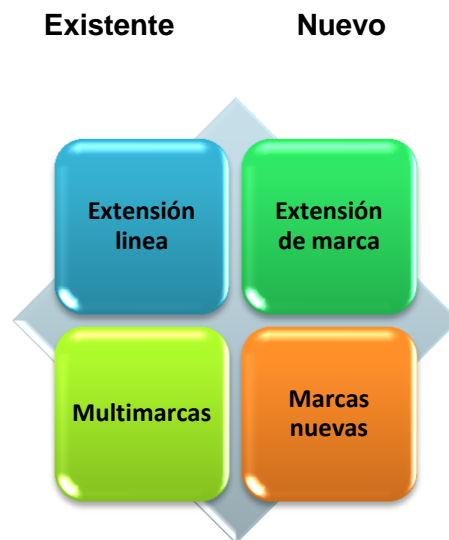 Existente Nuevo
Extensión
linea
Extensión
de marca
Multimarcas
Marcas
nuevas